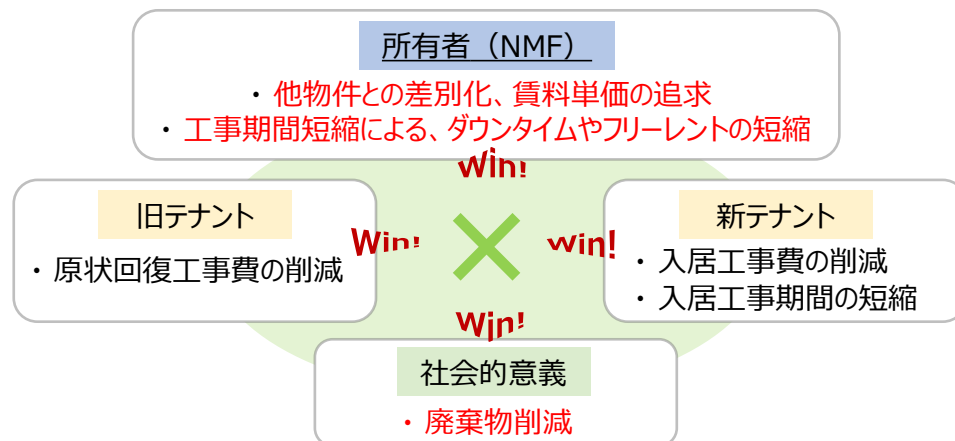 所有者（NMF）
・ 他物件との差別化、賃料単価の追求
・ 工事期間短縮による、ダウンタイムやフリーレントの短縮
Win!
旧テナント
・ 原状回復工事費の削減
Win!
Win!
新テナント
・ 入居工事費の削減
・ 入居工事期間の短縮
Win!
社会的意義
・ 廃棄物削減